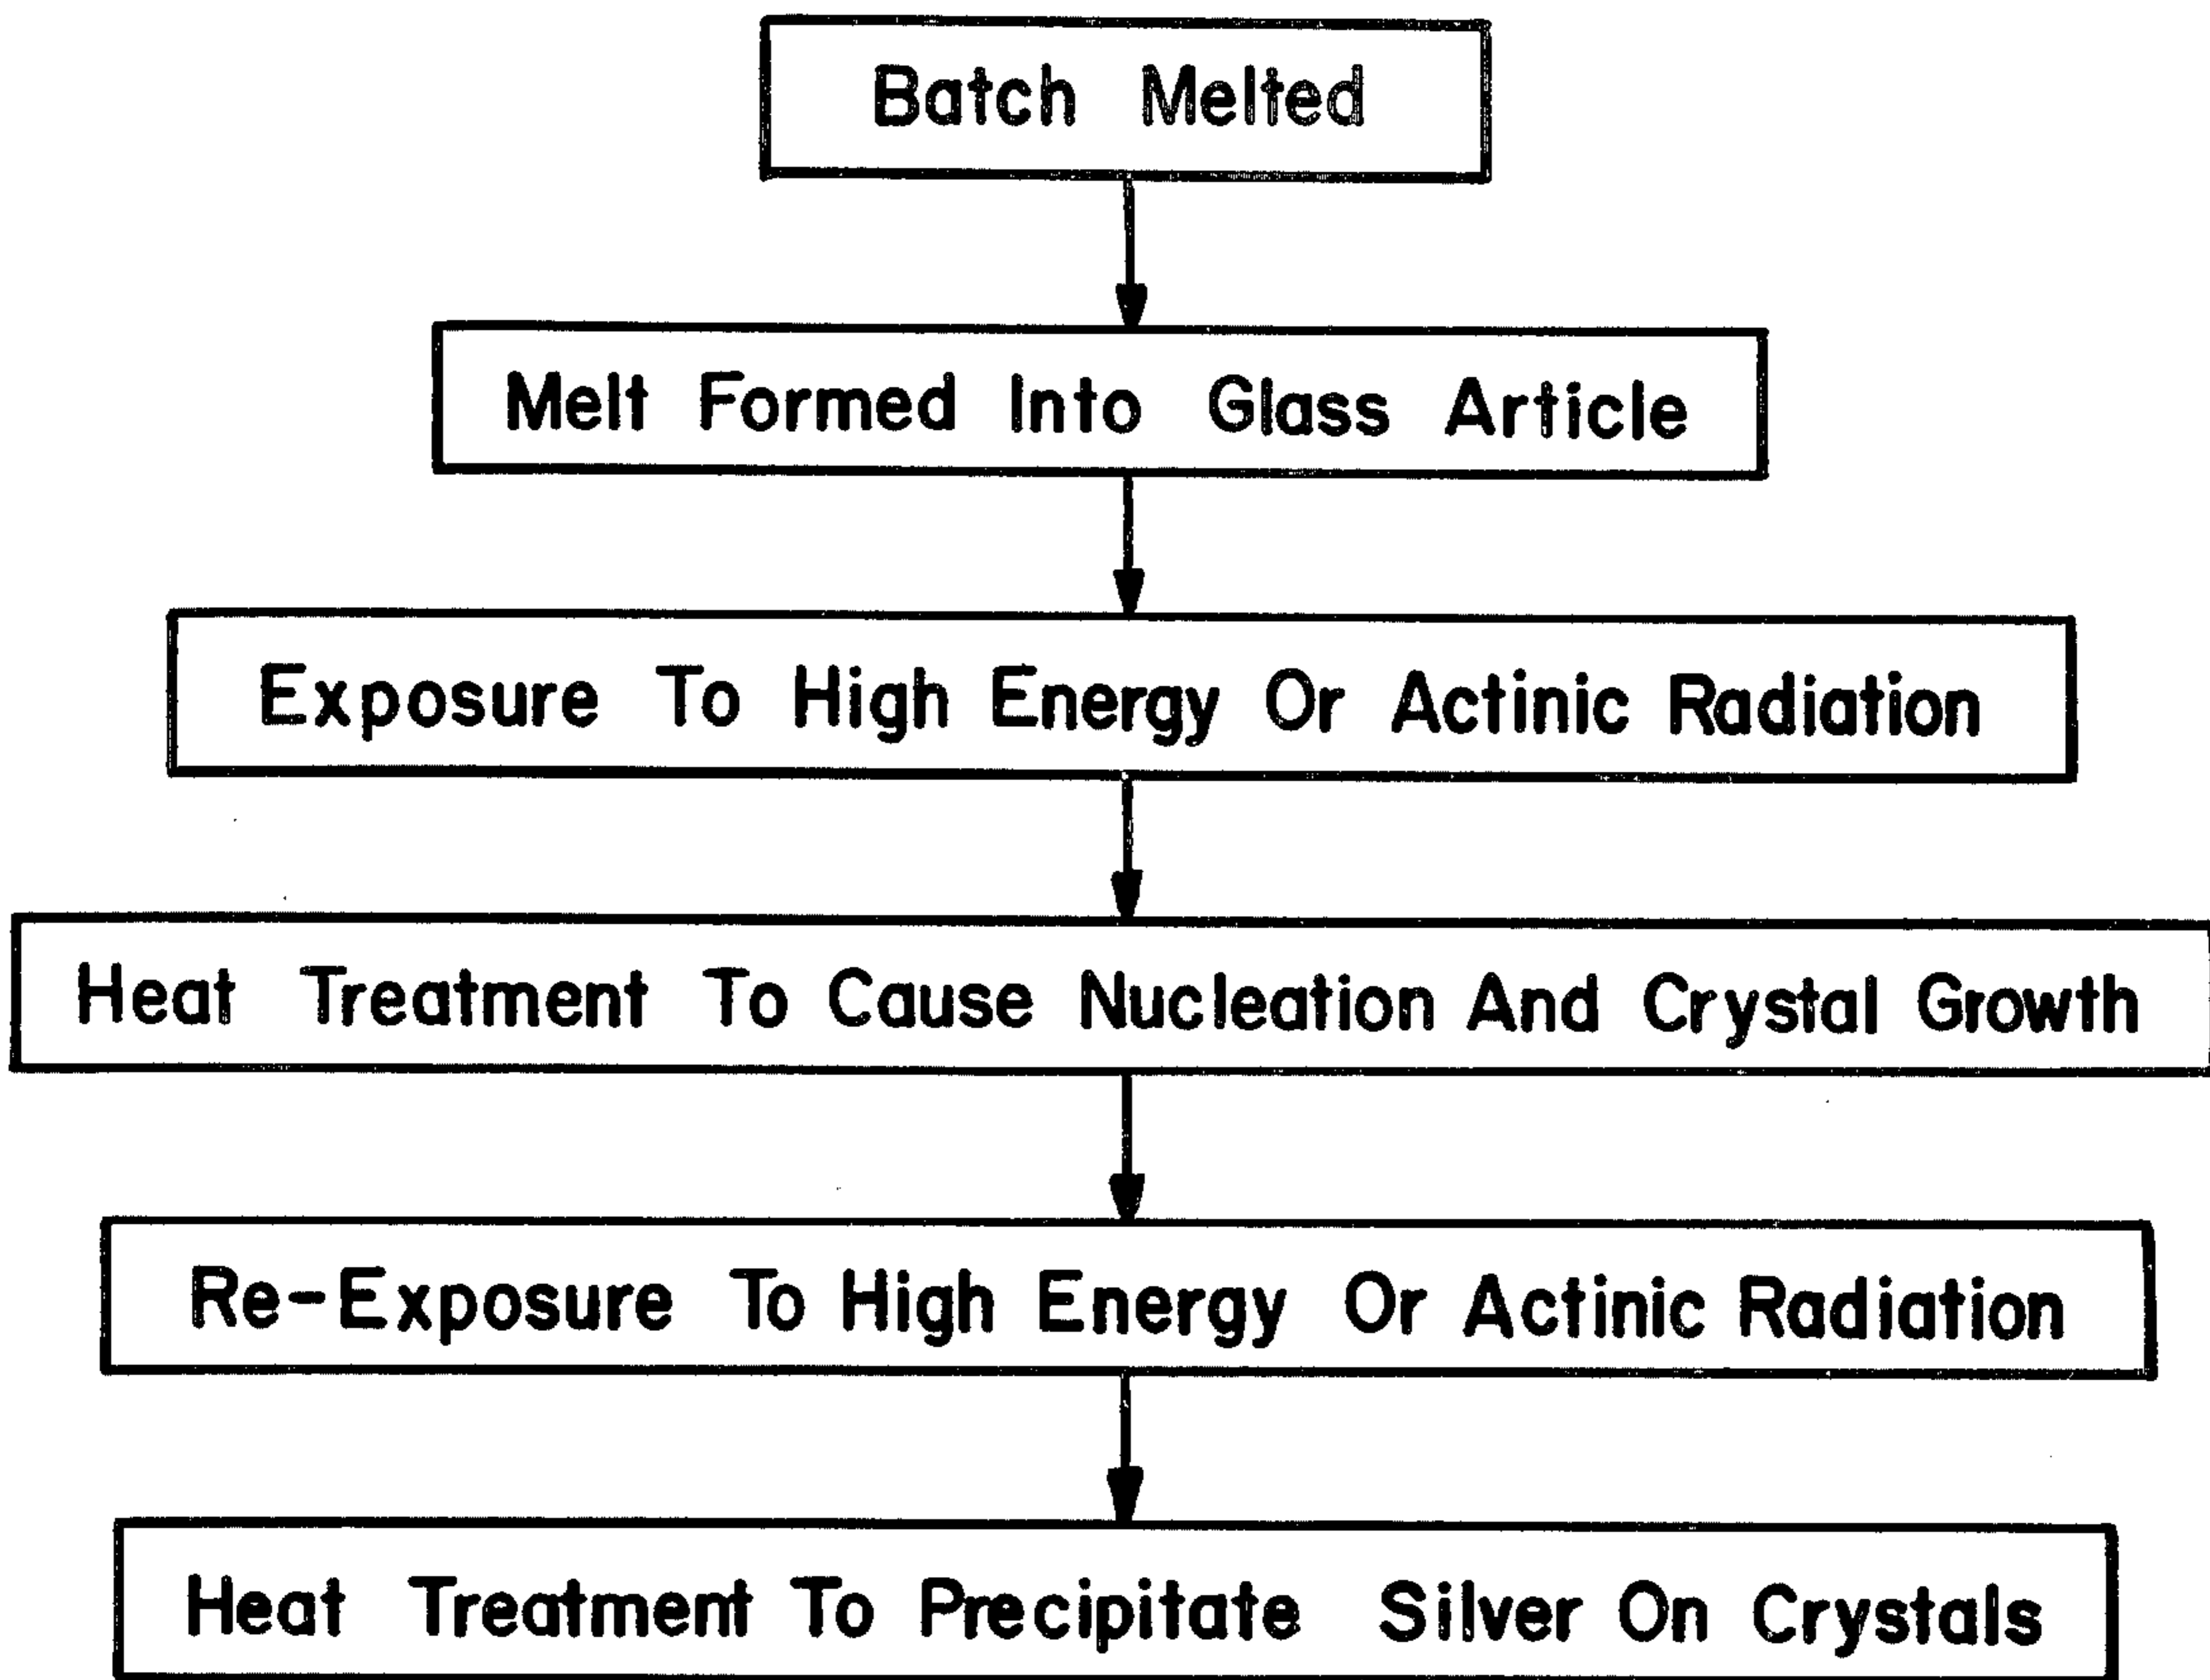 Batch Melted
Melt Formed Into Glass Article
Exposure To High Energy Or Actinic Radiation
Heat Treatment To Cause Nucleation And Crystal Growth
Re-Exposure To High Energy Or Actinic Radiation
Heat Treatment To Precipitate Silver On Crystals